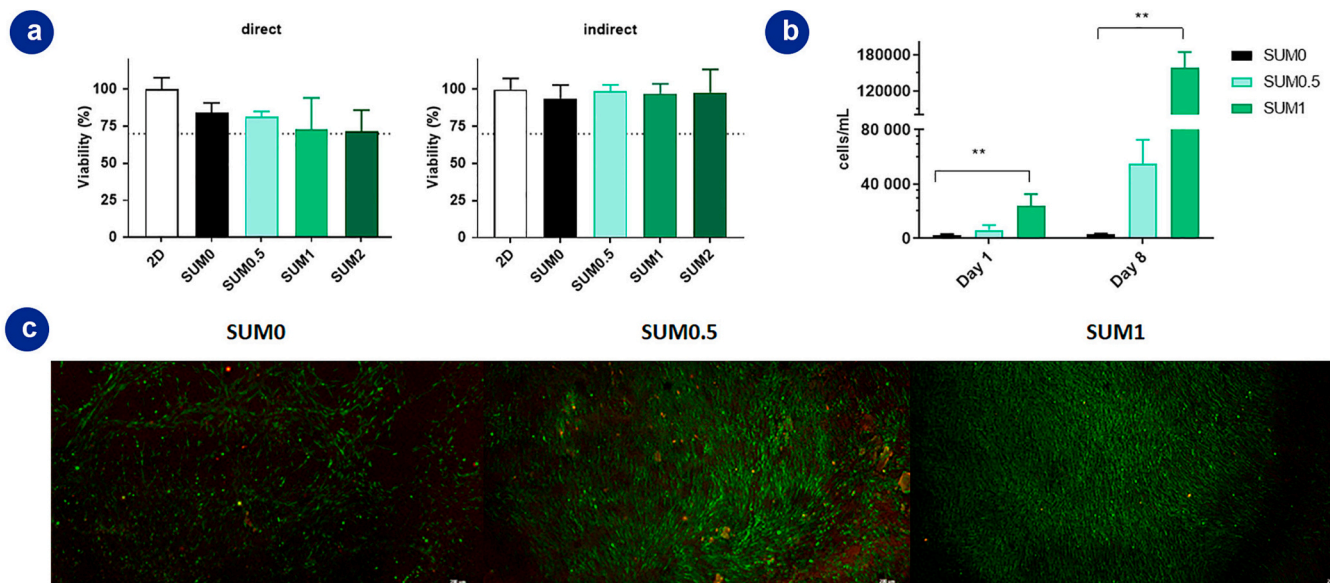 a
direct
Viability (%)
100
75
50
25
0
2D
SUM0
SUM0.5
SUM1
SUM2
indirect
Viability (%)
100
75
50
25
0
2D
SUM0
SUM0.5
SUM1
SUM2
b
cells/mL
180000
120000
80 000
40 000
0
**
**
Day 1
Day 8
SUM0
SUM0.5
SUM1
c
SUM0
SUM0.5
SUM1